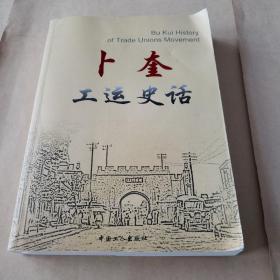 Bu Kui History
of Trade Unions Movement
卜奎
工运史话
中国工人出版社